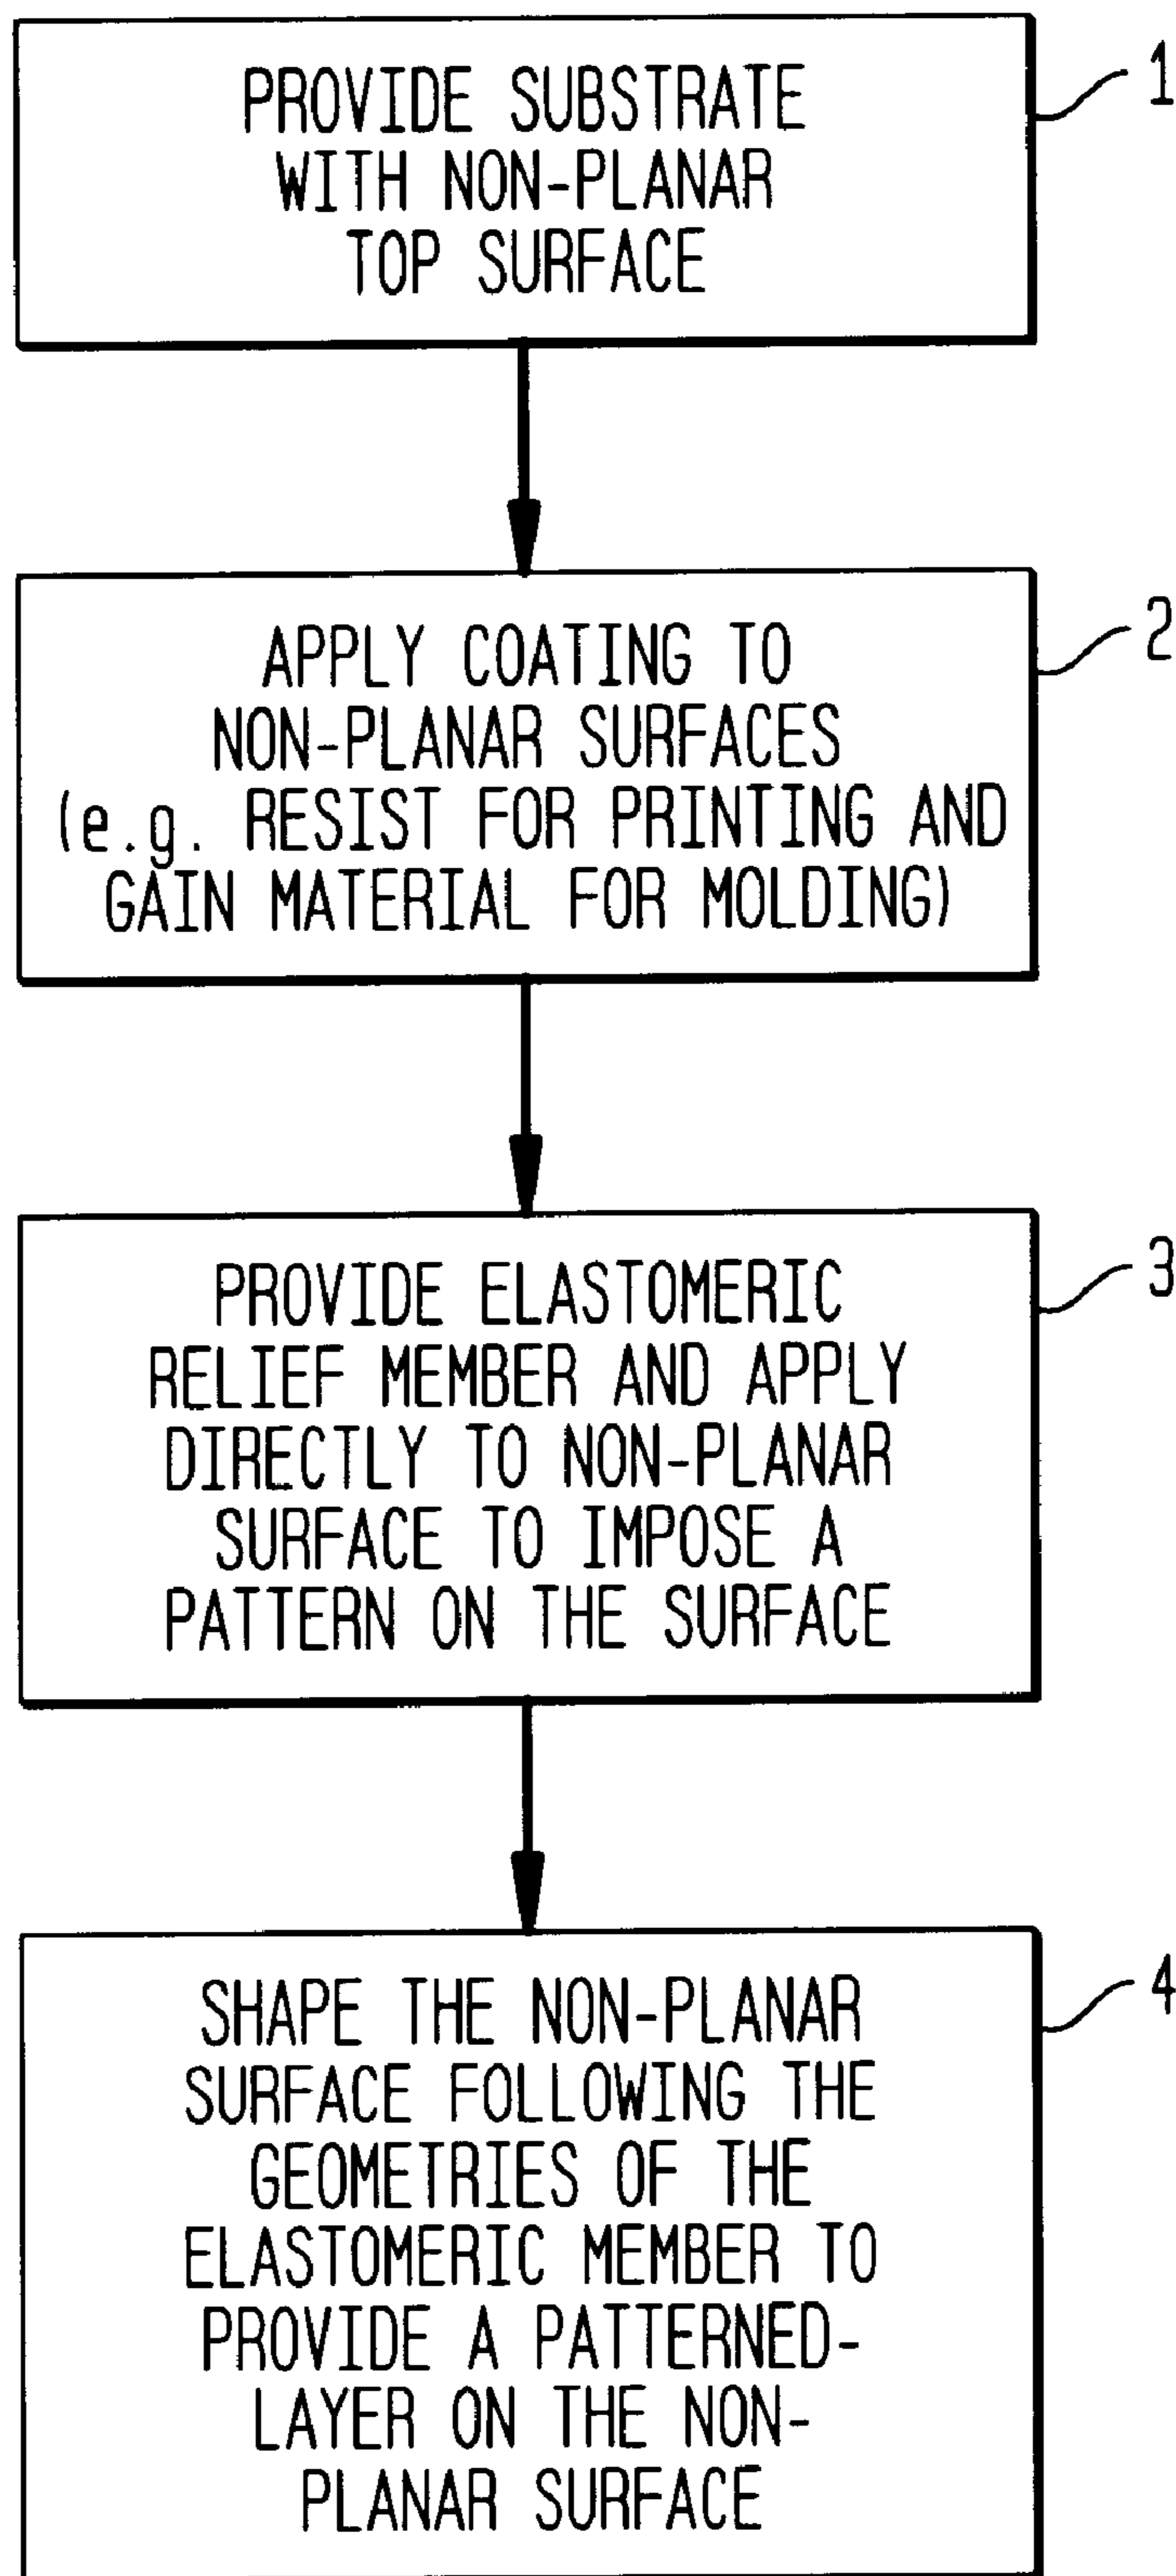 PROVIDE SUBSTRATE
WITH NON-PLANAR
TOP SURFACE
1
APPLY COATING TO
NON-PLANAR SURFACES
(e.g. RESIST FOR PRINTING AND
GAIN MATERIAL FOR MOLDING)
2
PROVIDE ELASTOMERIC
RELIEF MEMBER AND APPLY
DIRECTLY TO NON-PLANAR
SURFACE TO IMPOSE A
PATTERN ON THE SURFACE
3
SHAPE THE NON-PLANAR
SURFACE FOLLOWING THE
GEOMETRIES OF THE
ELASTOMERIC MEMBER TO
PROVIDE A PATTERNED-
LAYER ON THE NON-
PLANAR SURFACE
4